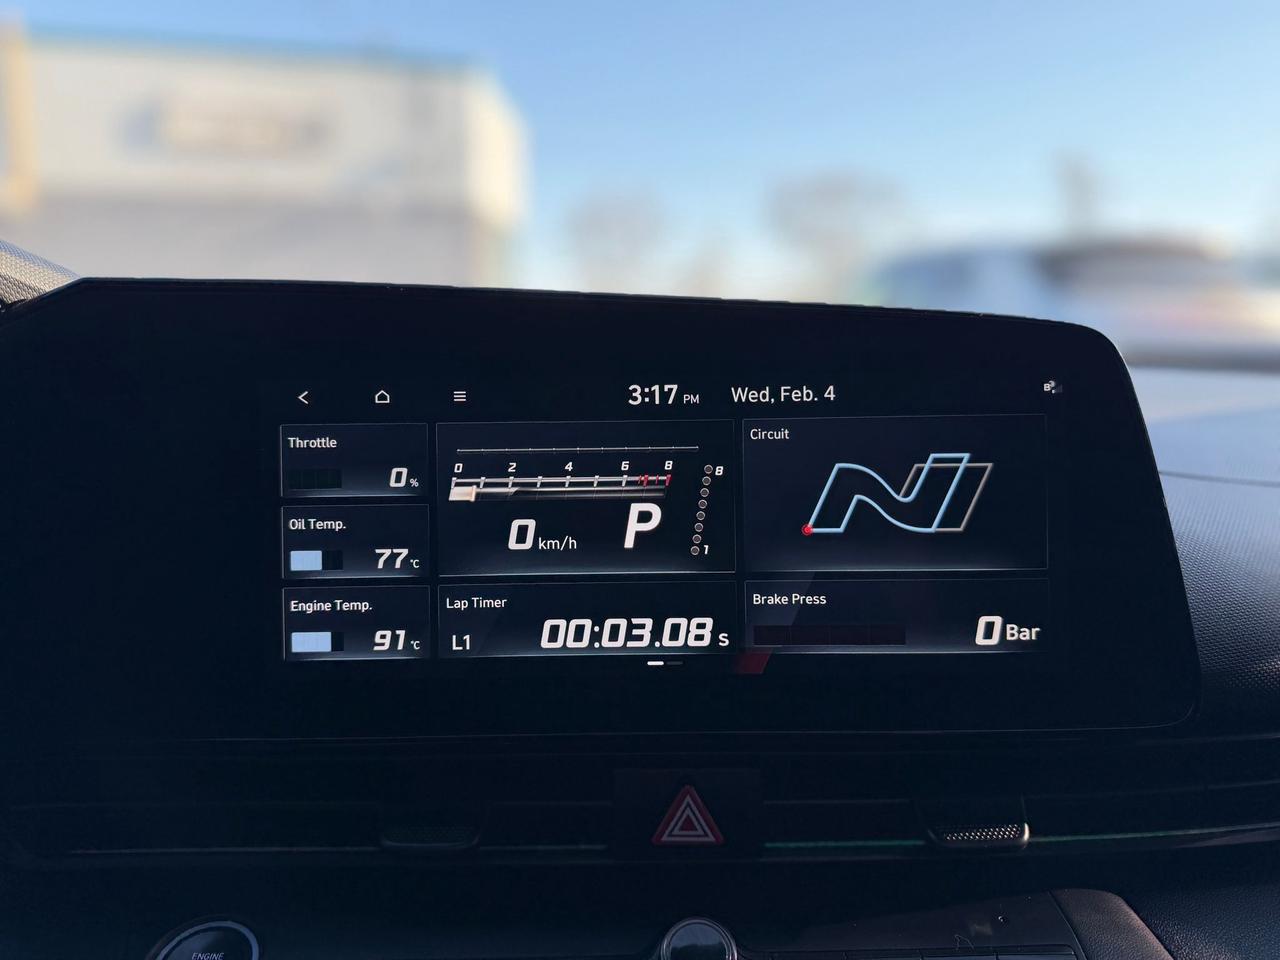 3:17 PM Wed, Feb. 4
Throttle
0 %
Oil Temp.
77 °C
Engine Temp.
91 °C
0 2 4 6 8
0 km/h
P
8
1
Lap Timer
L1 00:03.08 S
Circuit
Brake Press
0 Bar
ENGINE